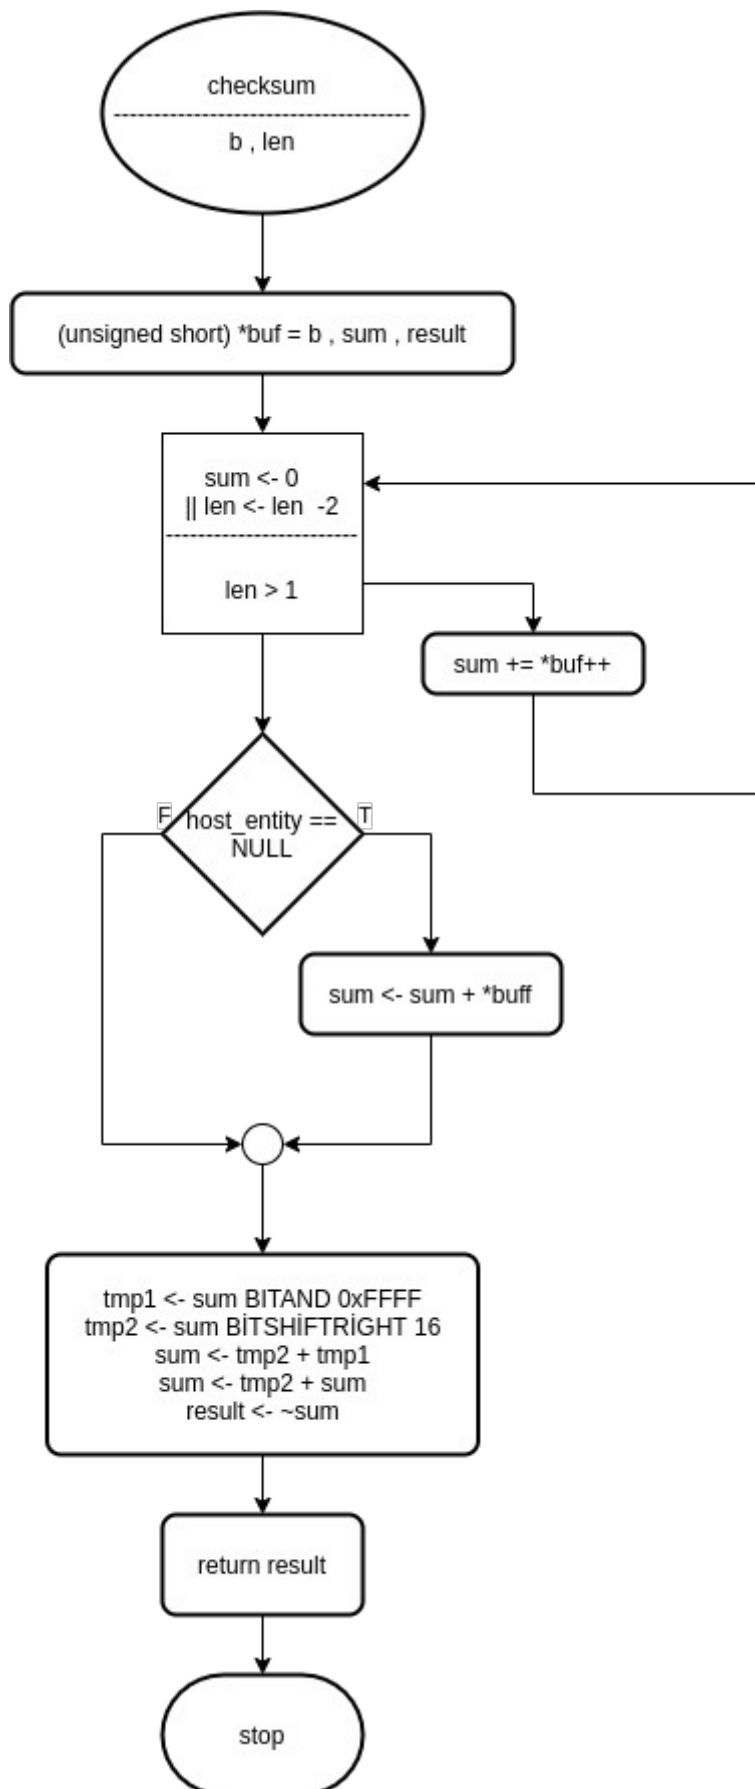 checksum
b , len
(unsigned short) *buf = b , sum , result
sum <- 0
|| len <- len  -2
len > 1
sum += *buf++
F
host_entity ==
T
NULL
sum <- sum + *buff
tmp1 <- sum BITAND 0xFFFF
tmp2 <- sum BİTSHİFTRİGHT 16
sum <- tmp2 + tmp1
sum <- tmp2 + sum
result <- ~sum
return result
stop